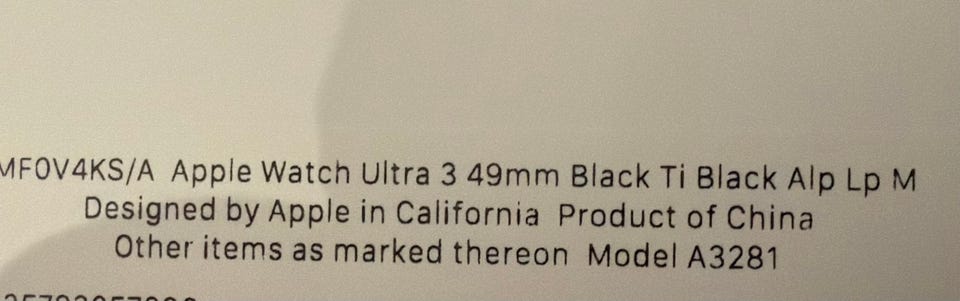 MF0V4KS/A Apple Watch Ultra 3 49mm Black Ti Black Alp Lp M
Designed by Apple in California Product of China
Other items as marked thereon Model A3281